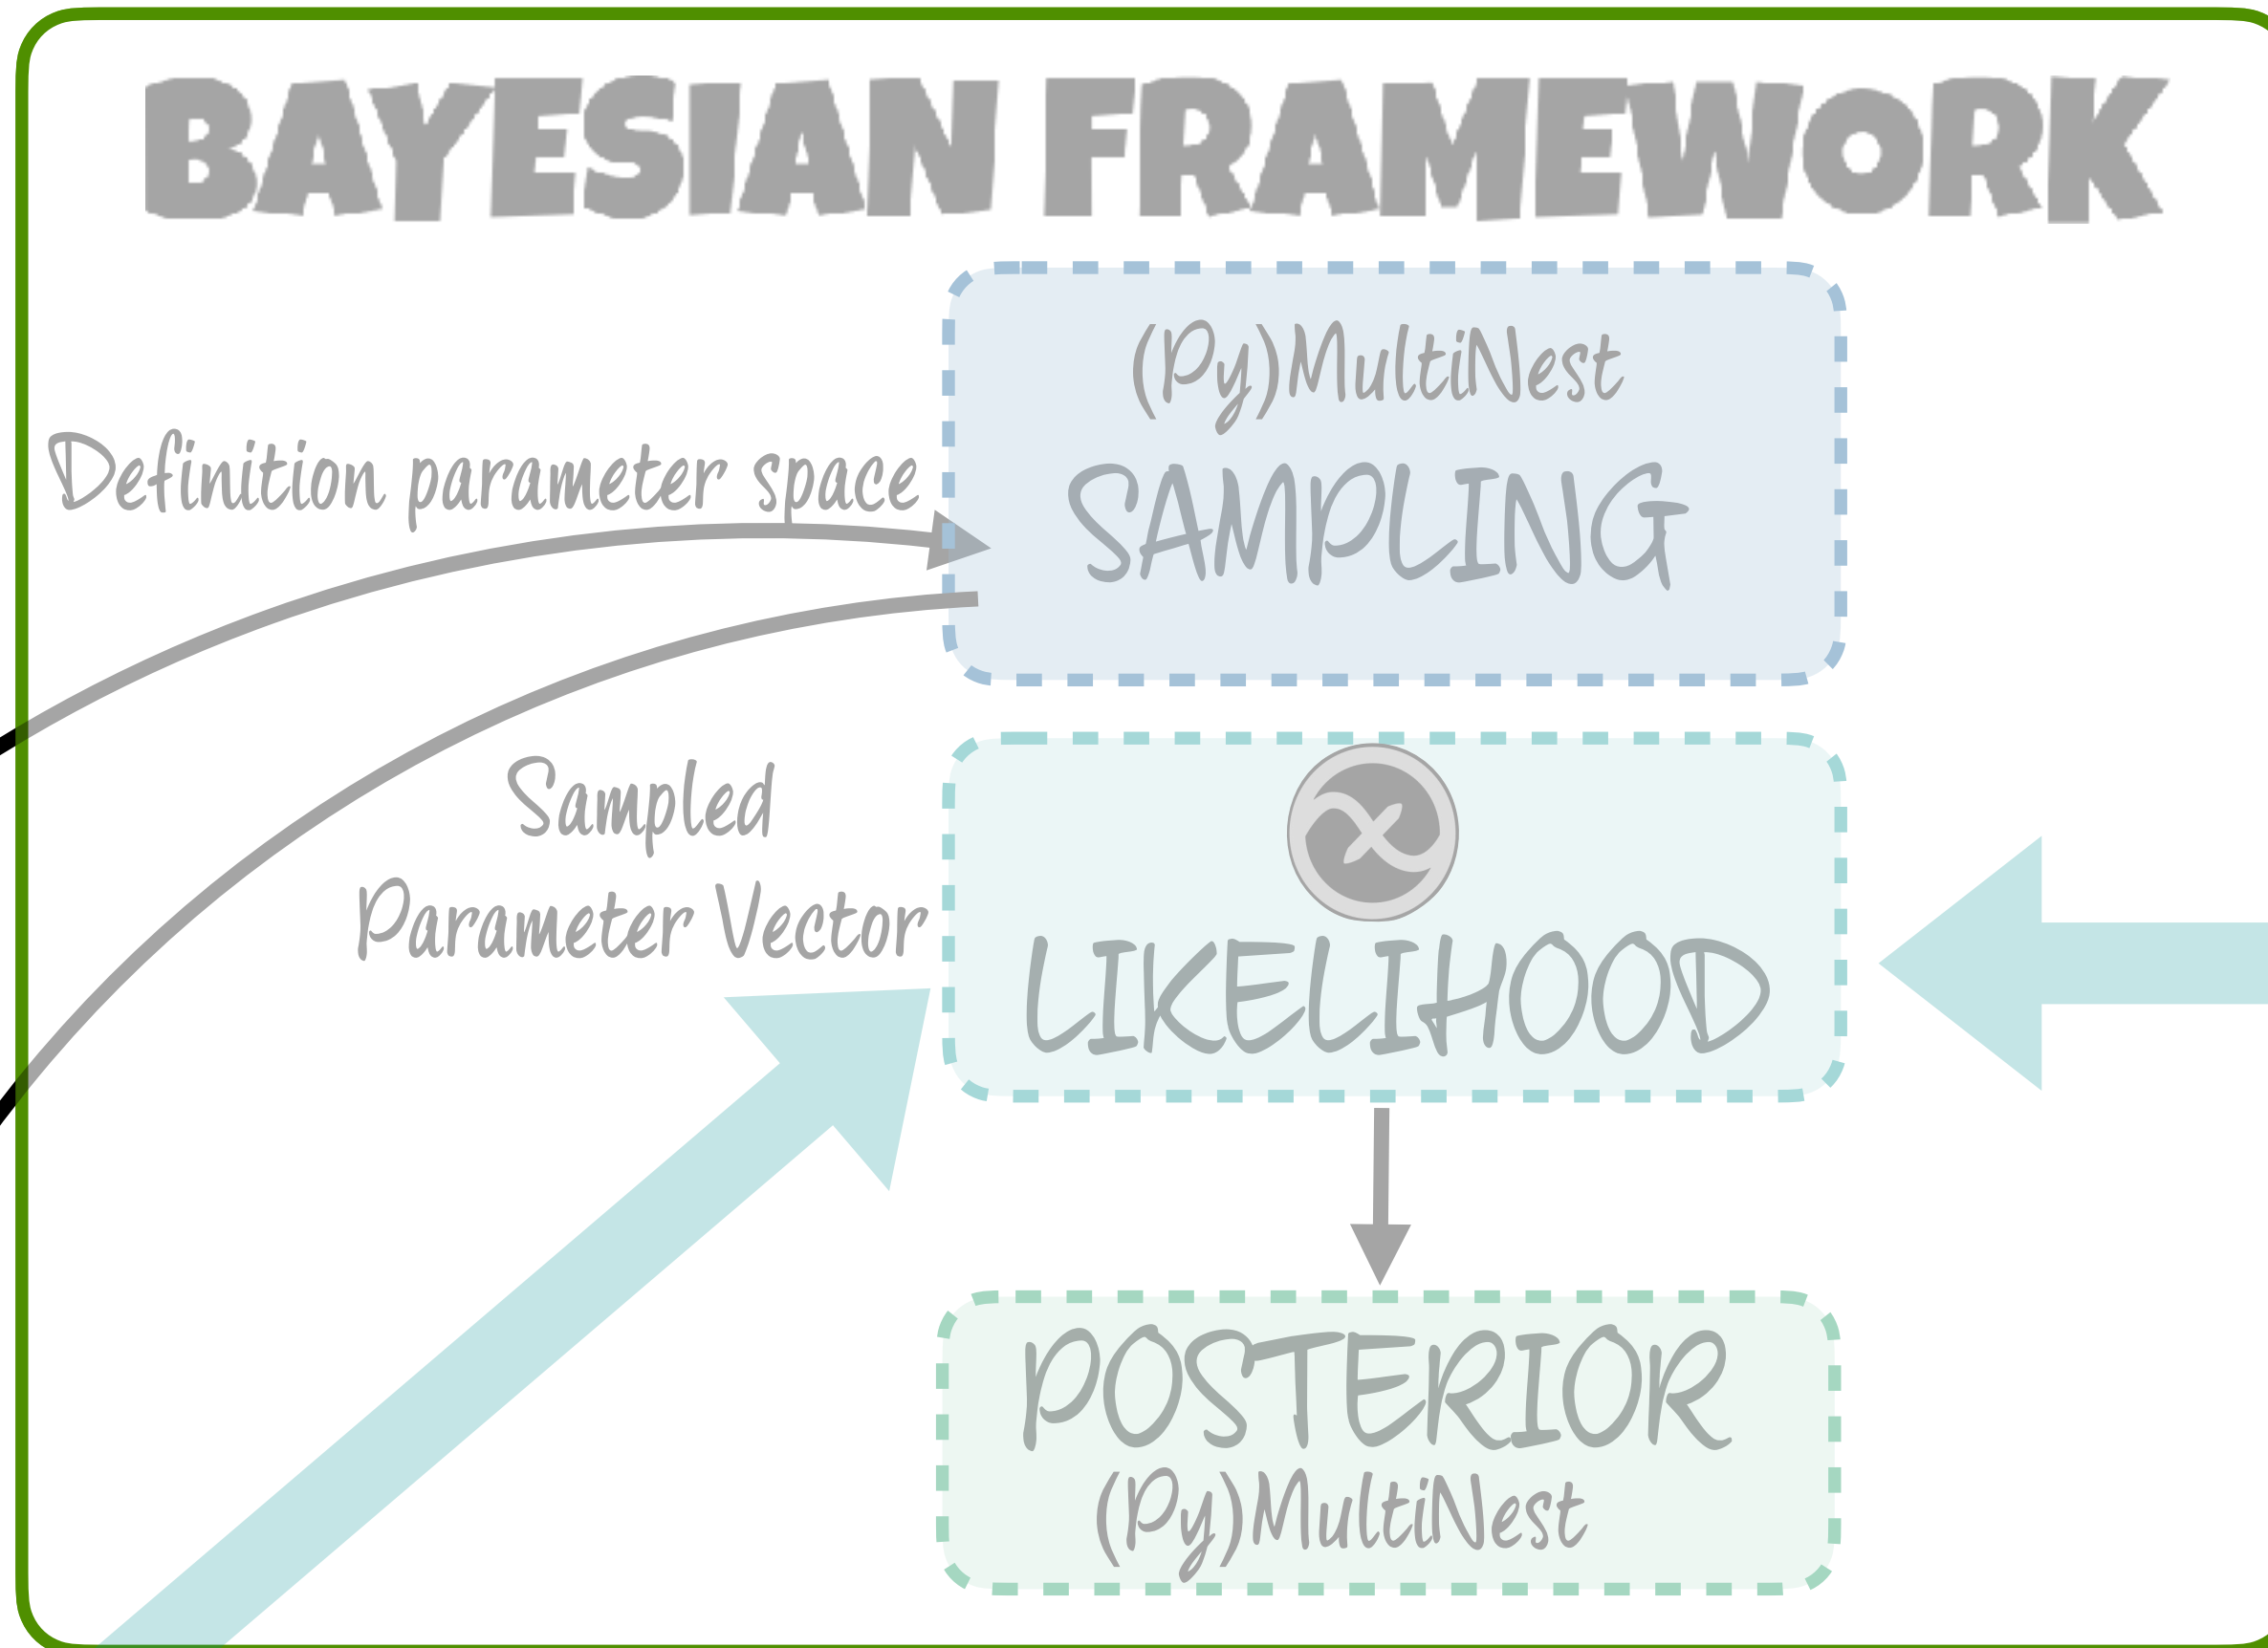 BAYESIAN FRAMEWORK
(Py)MultiNest
SAMPLING
Definition parameter space
Sampled
Parameter Vector
LIKELIHOOD
POSTERIOR
(Py)MultiNest